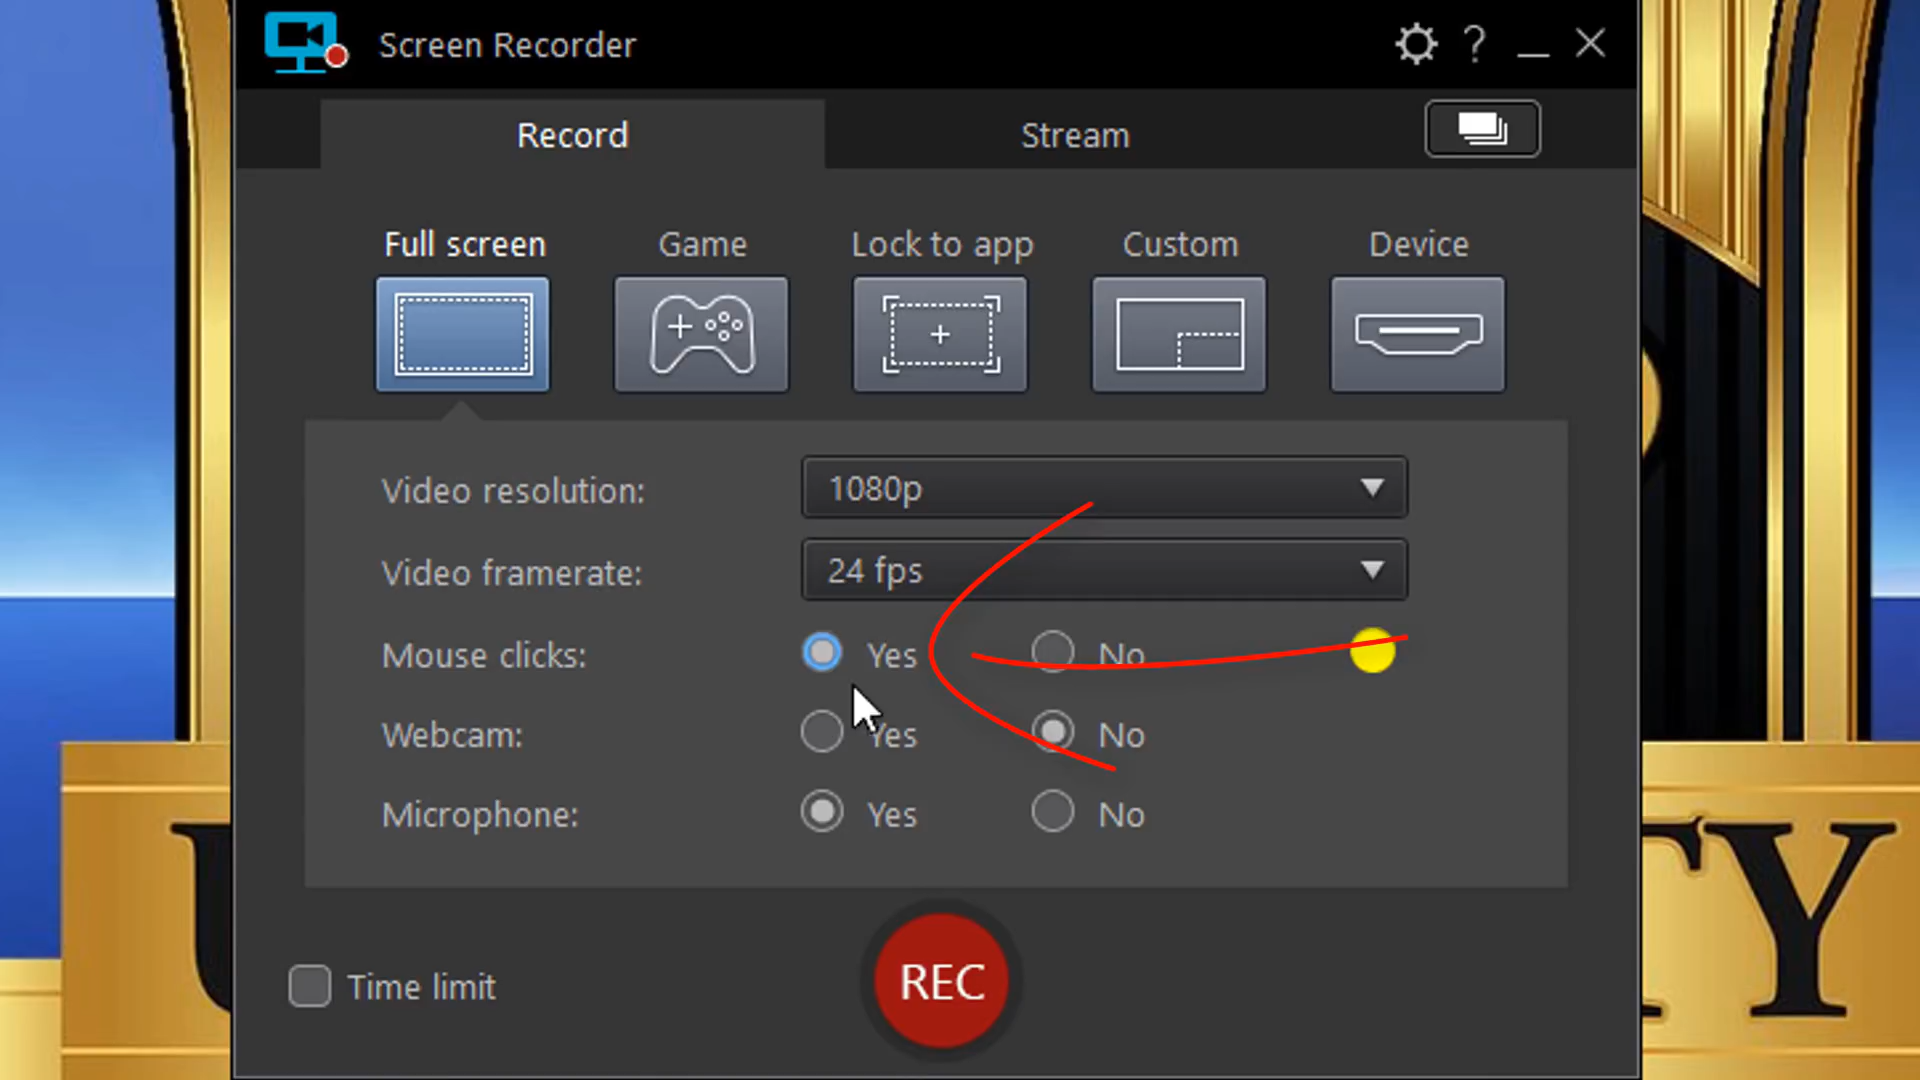 Screen Recorder
Record Stream
Full screen Game Lock to app Custom Device
Video resolution: 1080p
Video framerate: 24 fps
Mouse clicks: Yes No
Webcam: Yes No
Microphone: Yes No
Time limit REC
U TY